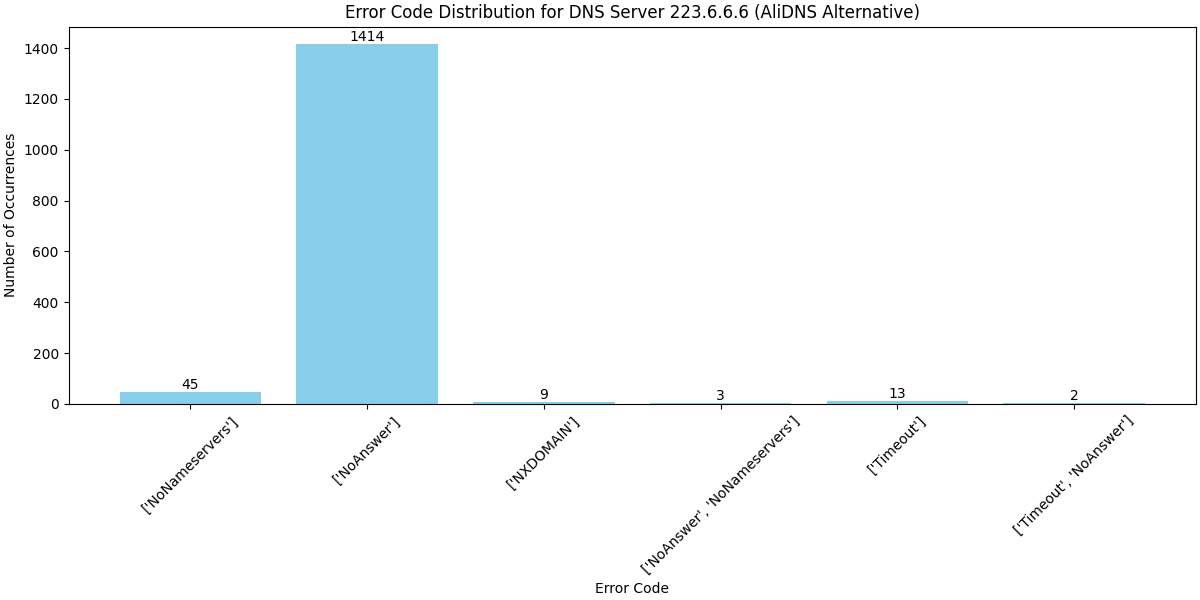 Error Code Distribution for DNS Server 223.6.6.6 (AliDNS Alternative)
Number of Occurrences
1400
1200
1000
800
600
400
200
0
45
1414
9
3
13
2
['NoNameservers']
['NoAnswer']
['NXDOMAIN']
['NoAnswer', 'NoNameservers']
['Timeout']
['Timeout', 'NoAnswer']
Error Code